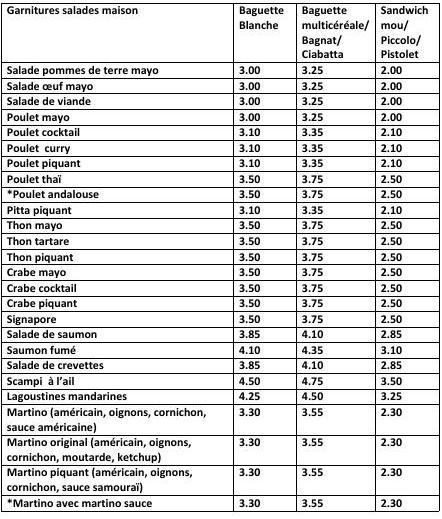 Garnitures salades maison Baguette Blanche Baguette multicéréale/ Bagnat/ Ciabatta Sandwich mou/ Piccolo/ Pistolet
Salade pommes de terre mayo 3.00 3.25 2.00
Salade œuf mayo 3.00 3.25 2.00
Salade de viande 3.00 3.25 2.00
Poulet mayo 3.00 3.25 2.00
Poulet cocktail 3.10 3.35 2.10
Poulet curry 3.10 3.35 2.10
Poulet piquant 3.10 3.35 2.10
Poulet thaï 3.50 3.75 2.50
*Poulet andalouse 3.50 3.75 2.50
Pitta piquant 3.10 3.35 2.10
Thon mayo 3.50 3.75 2.50
Thon tartare 3.50 3.75 2.50
Thon piquant 3.50 3.75 2.50
Crabe mayo 3.50 3.75 2.50
Crabe cocktail 3.50 3.75 2.50
Crabe piquant 3.50 3.75 2.50
Signapore 3.50 3.75 2.50
Salade de saumon 3.85 4.10 2.85
Saumon fumé 4.10 4.35 3.10
Salade de crevettes 3.85 4.10 2.85
Scampi à l’ail 4.50 4.75 3.50
Lagoustines mandarines 4.25 4.50 3.25
Martino (américain, oignons, cornichon,
sauce américaine) 3.30 3.55 2.30
Martino original (américain, oignons,
cornichon, moutarde, ketchup) 3.30 3.55 2.30
Martino piquant (américain, oignons,
cornichon, sauce samouraï) 3.30 3.55 2.30
*Martino avec martino sauce 3.30 3.55 2.30